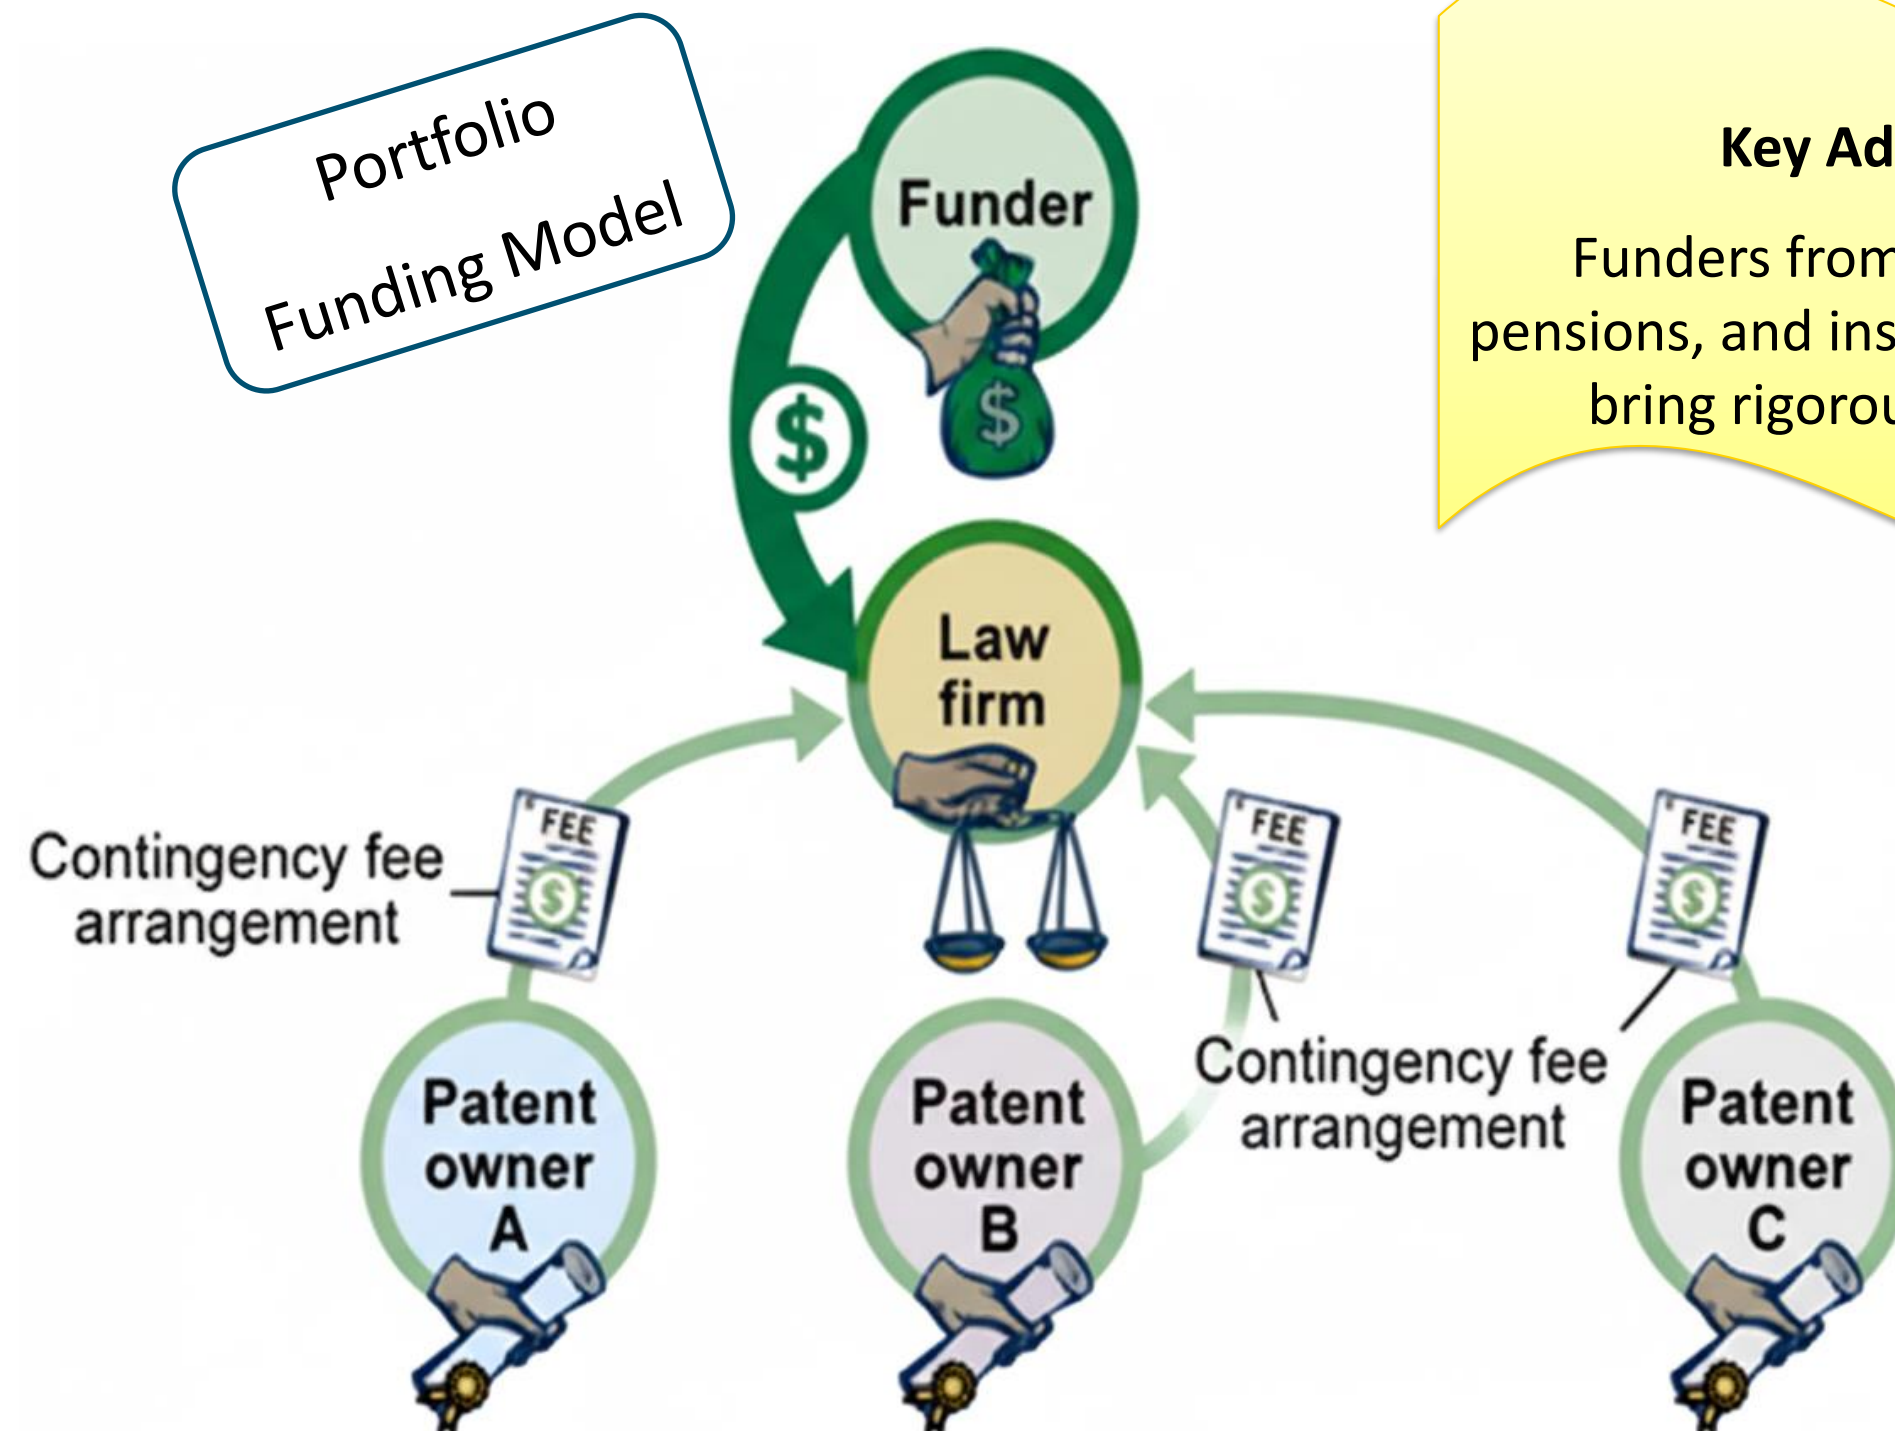 Portfolio
Funding Model
Key Ad
Funders from
pensions, and ins
bring rigorou
Funder
$
$
Law
firm
FEE
$
FEE
$
FEE
$
Contingency fee
arrangement
Contingency fee
arrangement
Patent
owner
A
Patent
owner
B
Patent
owner
C